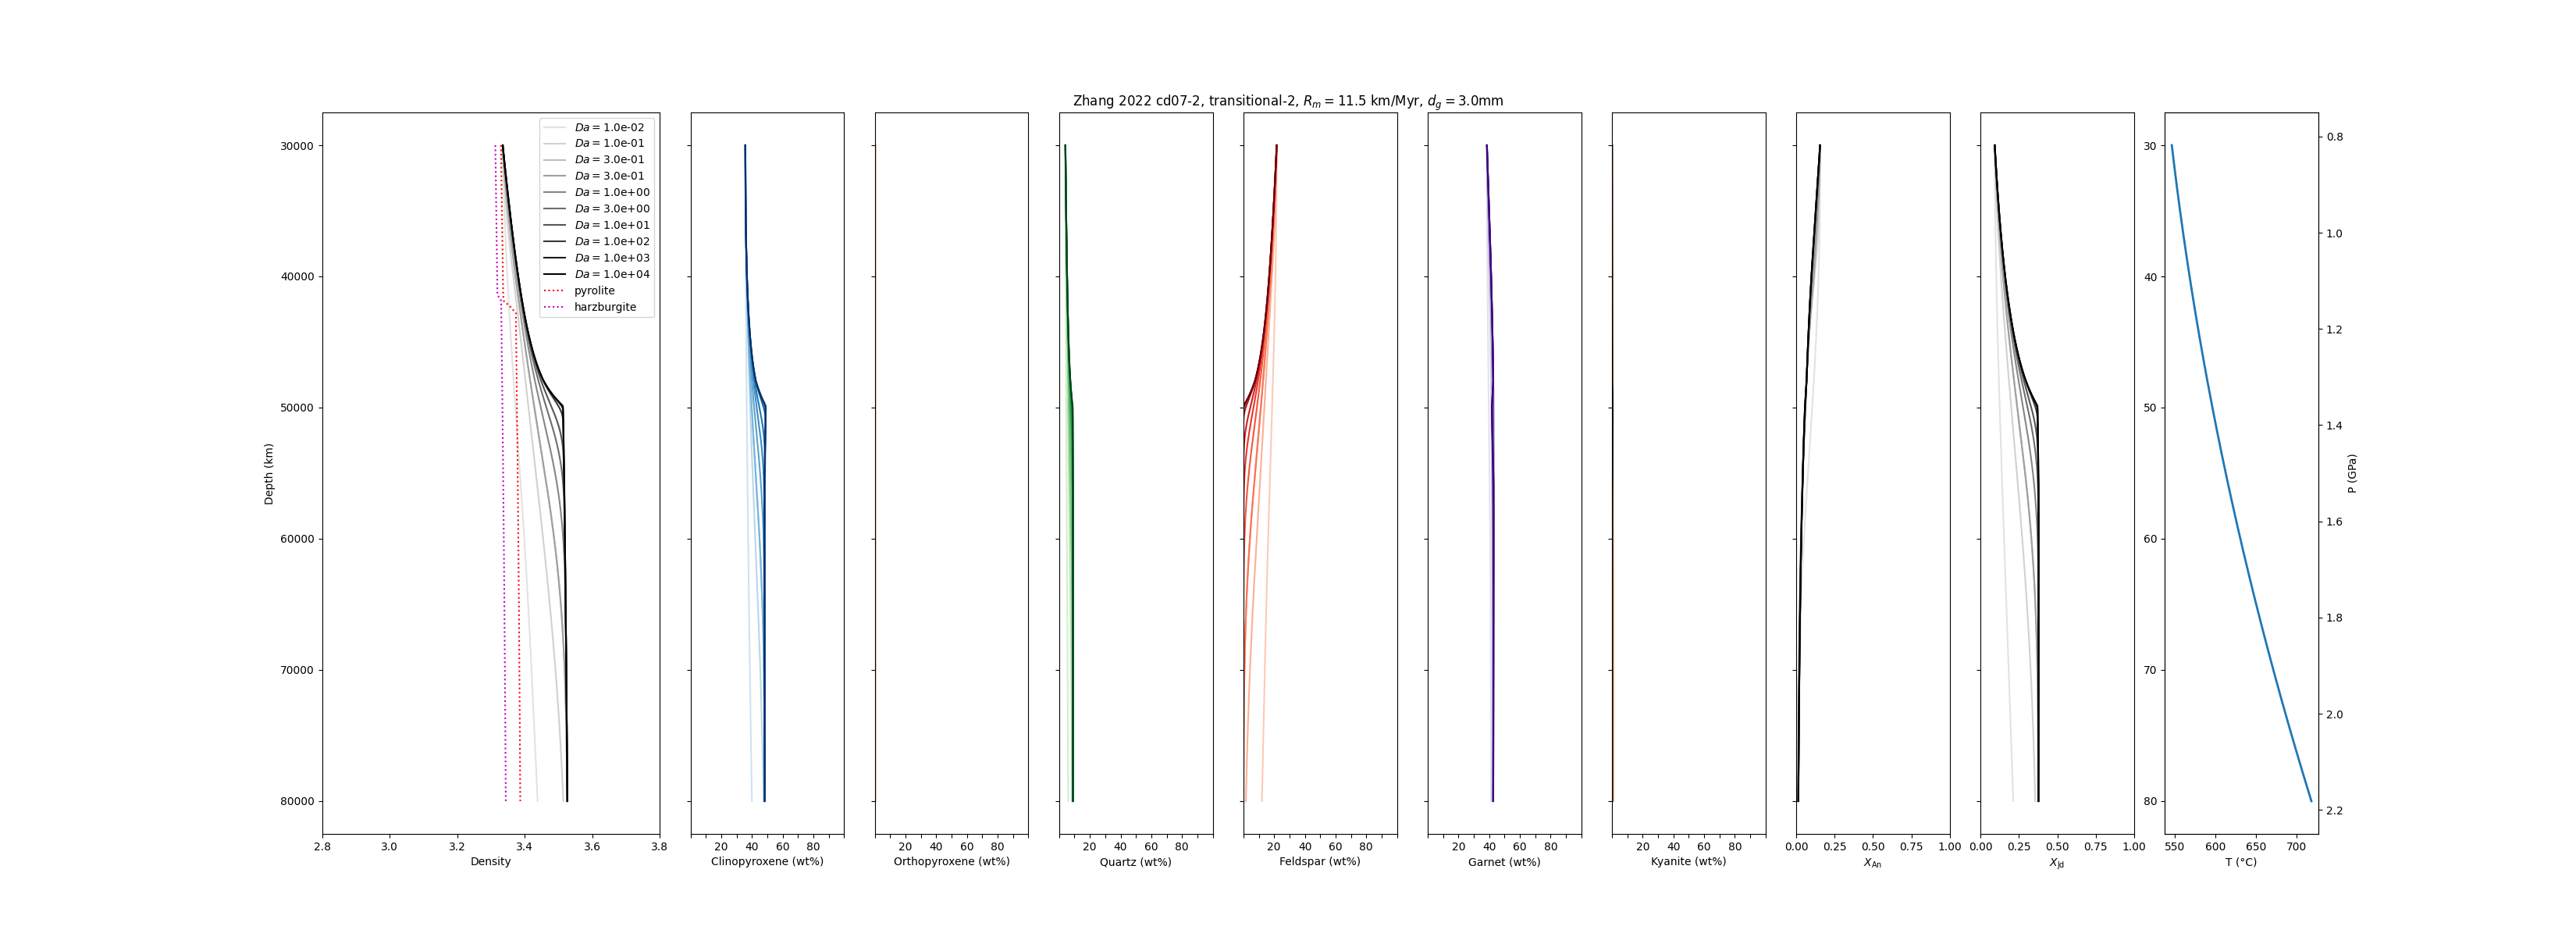 Zhang 2022 cd07-2, transitional-2, R_m = 11.5 km/Myr, d_g = 3.0mm
Da = 1.0e-02
Da = 1.0e-01
Da = 3.0e-01
Da = 3.0e-01
Da = 1.0e+00
Da = 3.0e+00
Da = 1.0e+01
Da = 1.0e+02
Da = 1.0e+03
Da = 1.0e+04
pyrolite
harzburgite
Depth (km)
30000
40000
50000
60000
70000
80000
2.8 3.0 3.2 3.4 3.6 3.8
Density
20 40 60 80
Clinopyroxene (wt%)
20 40 60 80
Orthopyroxene (wt%)
20 40 60 80
Quartz (wt%)
20 40 60 80
Feldspar (wt%)
20 40 60 80
Garnet (wt%)
20 40 60 80
Kyanite (wt%)
0.00 0.25 0.50 0.75 1.00
X_An
0.00 0.25 0.50 0.75 1.00
X_Jd
30
40
50
60
70
80
550 600 650 700
T (°C)
0.8
1.0
1.2
1.4
1.6
1.8
2.0
2.2
P (GPa)